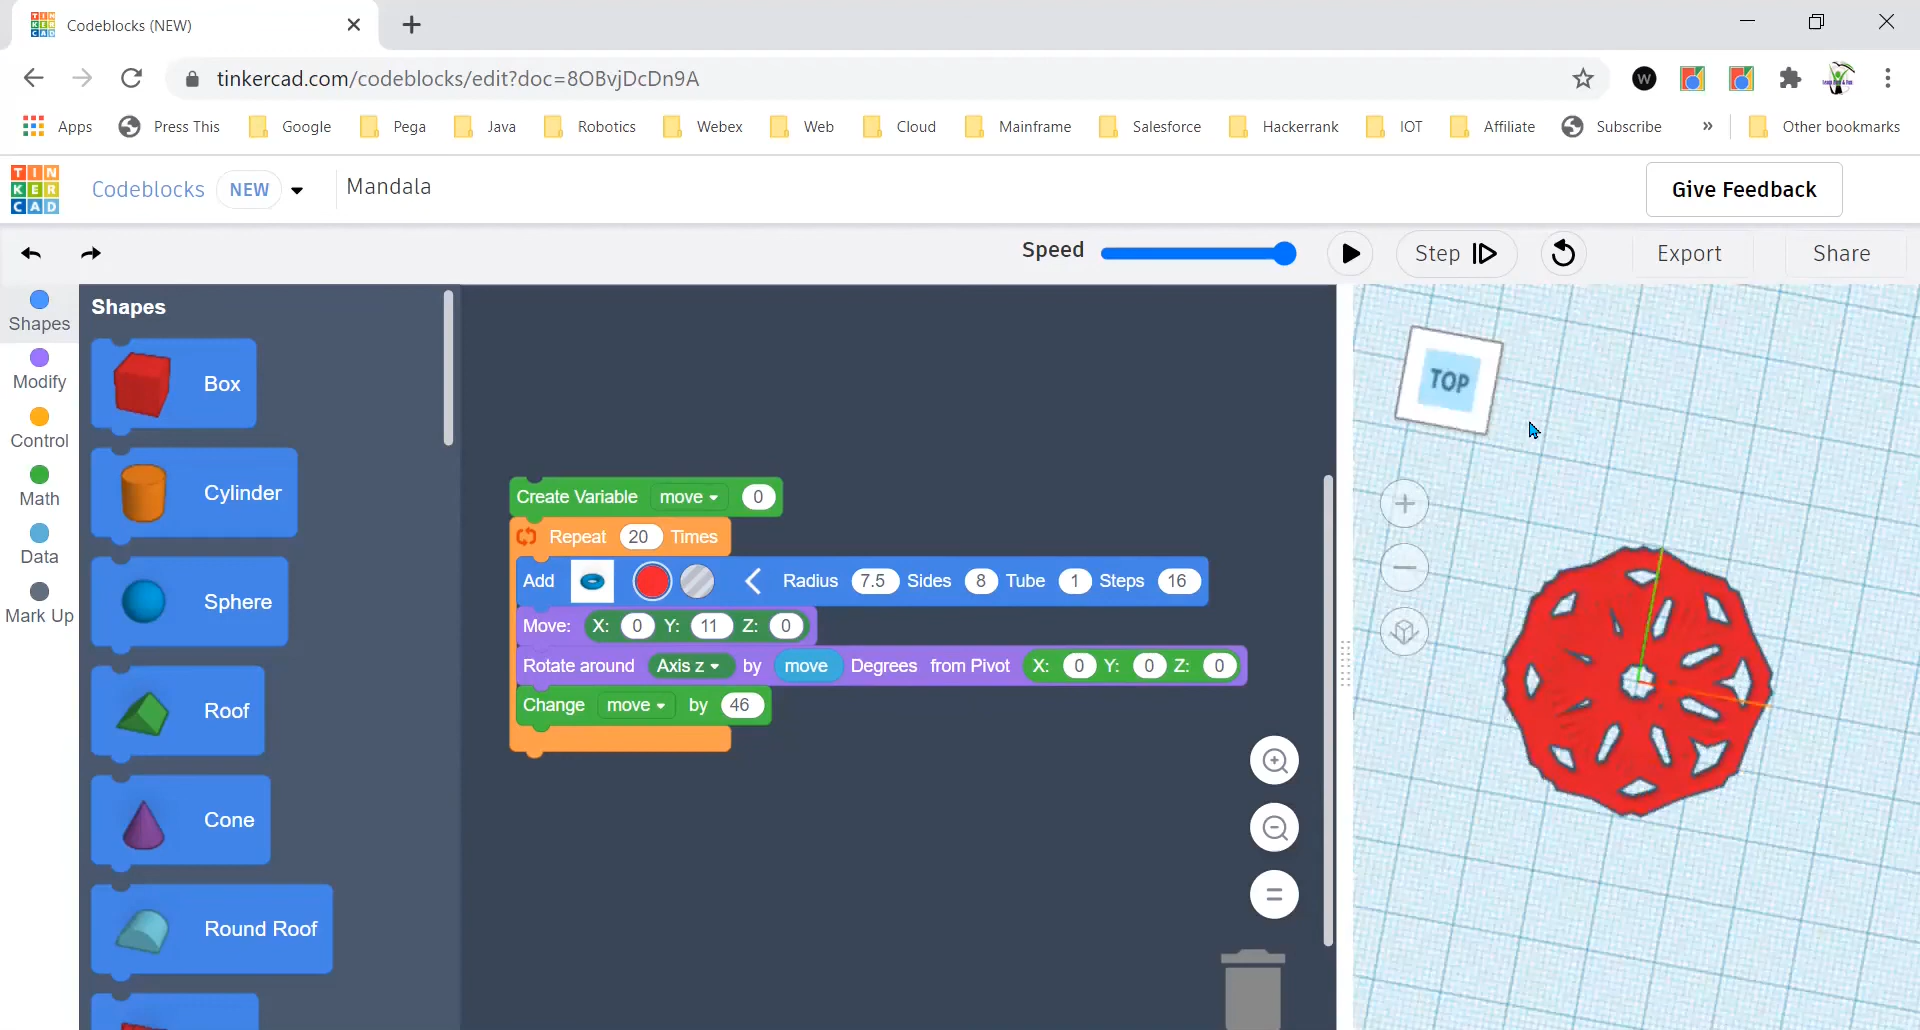 Codeblocks (NEW)
tinkercad.com/codeblocks/edit?doc=8OBvjDcDn9A
W
Apps Press This Google Pega Java Robotics Webex Web Cloud Mainframe Salesforce Hackerrank IOT Affiliate Subscribe » Other bookmarks
TIN
KER
CAD
Codeblocks NEW Mandala Give Feedback
Speed Step Export Share
Shapes
Modify
Control
Math
Data
Mark Up
Shapes
Box
Cylinder
Sphere
Roof
Cone
Round Roof
Create Variable move 0
Repeat 20 Times
Add Radius 7.5 Sides 8 Tube 1 Steps 16
Move: X: 0 Y: 11 Z: 0
Rotate around Axis z by move Degrees from Pivot X: 0 Y: 0 Z: 0
Change move by 46
TOP